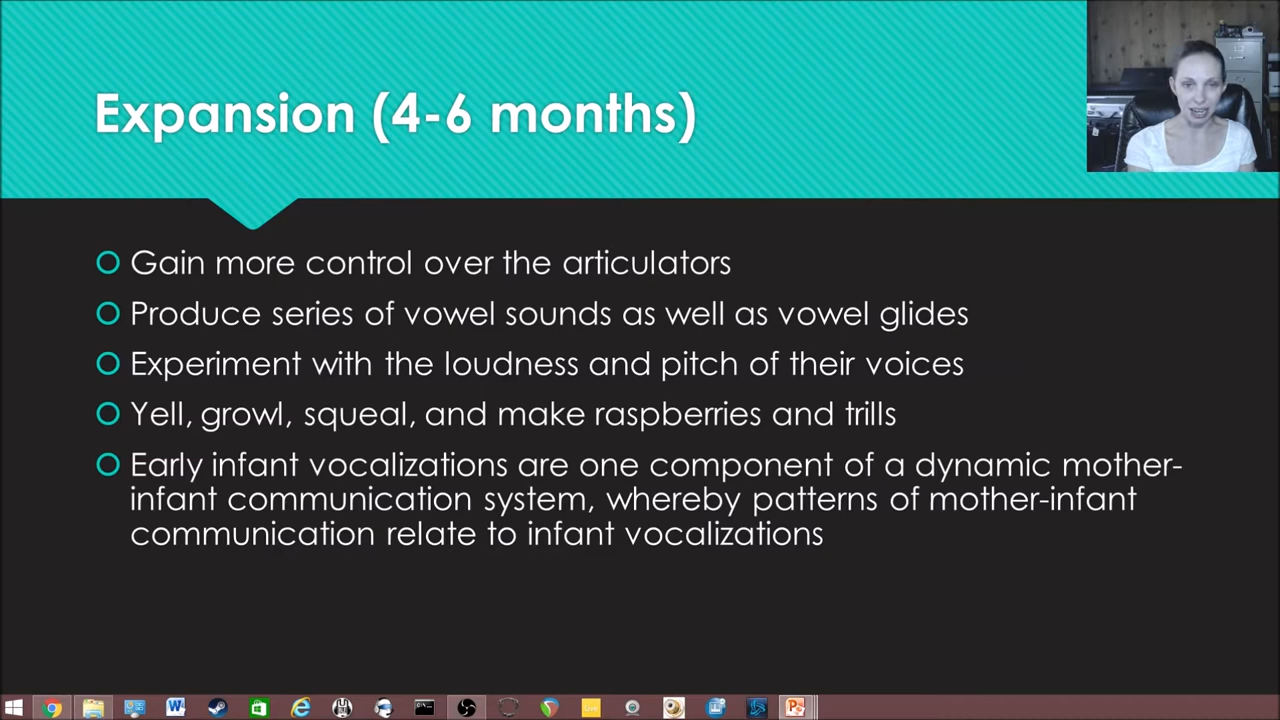 Expansion (4-6 months)
Gain more control over the articulators
Produce series of vowel sounds as well as vowel glides
Experiment with the loudness and pitch of their voices
Yell, growl, squeal, and make raspberries and trills
Early infant vocalizations are one component of a dynamic mother-
infant communication system, whereby patterns of mother-infant
communication relate to infant vocalizations